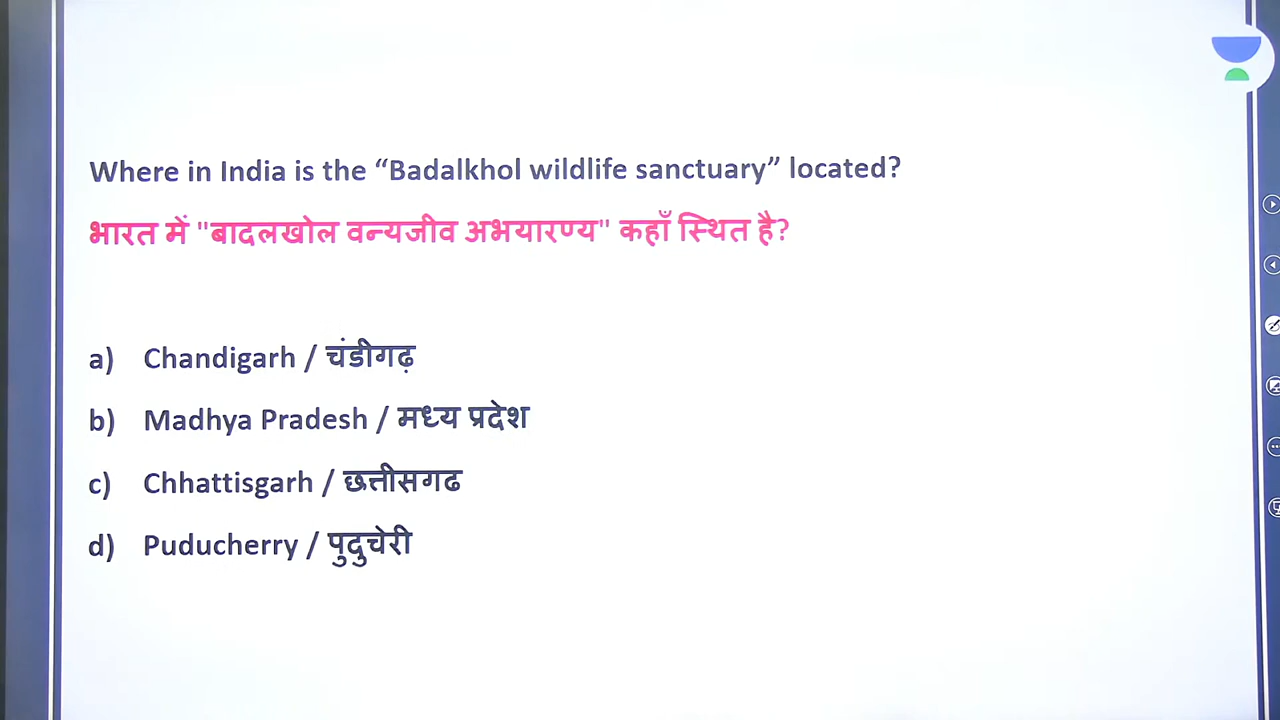 Where in India is the “Badalkhol wildlife sanctuary” located?
भारत में "बादलखोल वन्यजीव अभयारण्य" कहाँ स्थित है?
a) Chandigarh / चंडीगढ़
b) Madhya Pradesh / मध्य प्रदेश
c) Chhattisgarh / छत्तीसगढ
d) Puducherry / पुदुचेरी